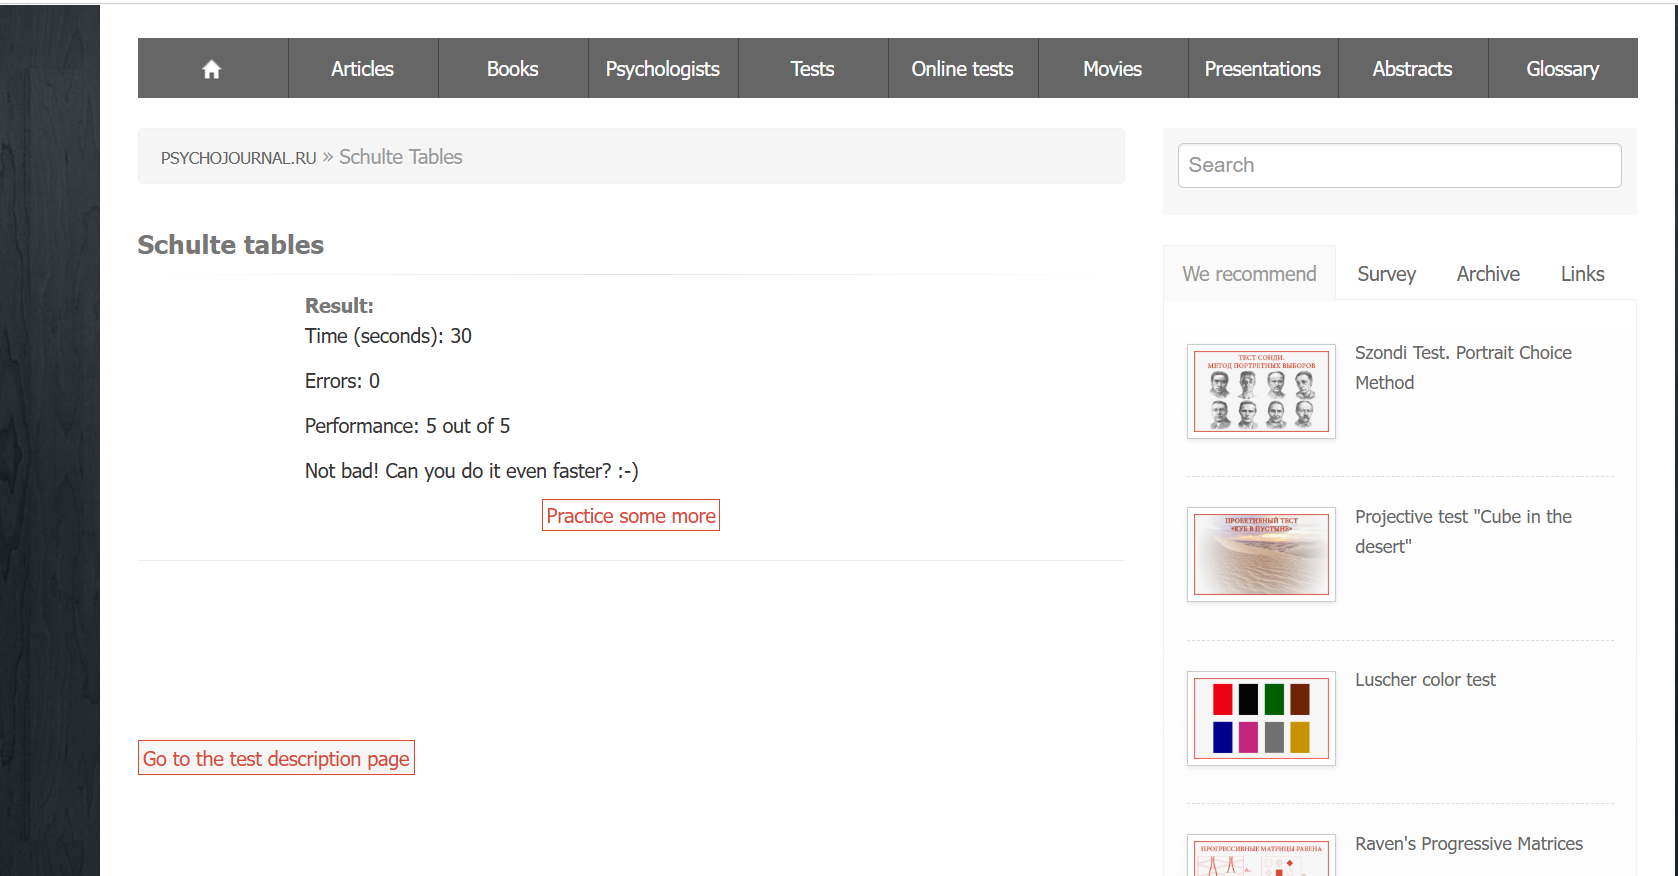 Articles
Books
Psychologists
Tests
Online tests
Movies
Presentations
Abstracts
Glossary
PSYCHOJOURNAL.RU » Schulte Tables
Search
Schulte tables
Result:
Time (seconds): 30
Errors: 0
Performance: 5 out of 5
Not bad! Can you do it even faster? :-)
Practice some more
Go to the test description page
We recommend
Survey
Archive
Links
ТЕСТ СОНДИ.
МЕТОД ПОРТРЕТНЫХ ВЫБОРОВ
Szondi Test. Portrait Choice
Method
ПРОЕКТИВНЫЙ ТЕСТ
«КУБ В ПУСТЫНЕ»
Projective test "Cube in the
desert"
Luscher color test
ПРОГРЕССИВНЫЕ МАТРИЦЫ РАВЕНА
Raven's Progressive Matrices